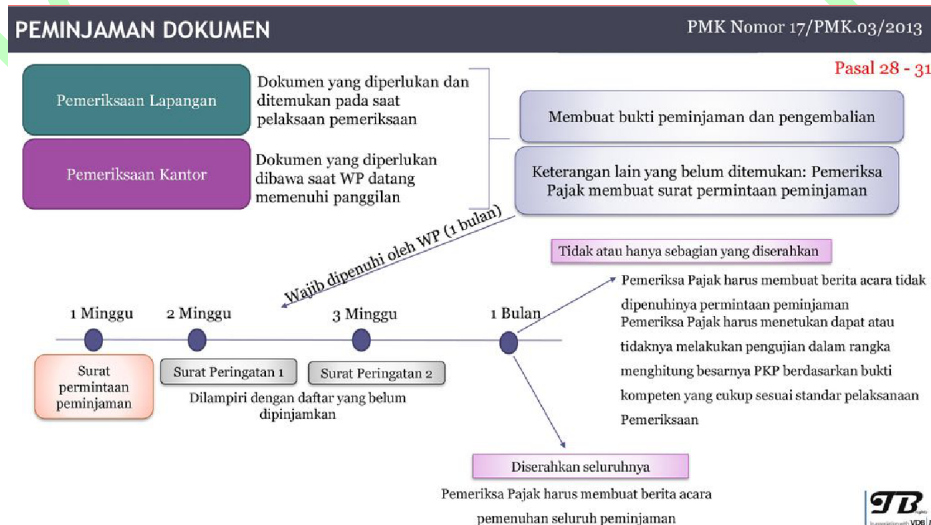 PEMINJAMAN DOKUMEN
PMK Nomor 17/PMK.03/2013
Pasal 28 - 31
Pemeriksaan Lapangan
Dokumen yang diperlukan dan
ditemukan pada saat
pelaksaan pemeriksaan
Pemeriksaan Kantor
Dokumen yang diperlukan
dibawa saat WP datang
memenuhi panggilan
Membuat bukti peminjaman dan pengembalian
Keterangan lain yang belum ditemukan: Pemeriksa
Pajak membuat surat permintaan peminjaman
Wajib dipenuhi oleh WP (1 bulan)
1 Minggu
2 Minggu
3 Minggu
1 Bulan
Surat
permintaan
peminjaman
Surat Peringatan 1
Surat Peringatan 2
Dilampiri dengan daftar yang belum
dipinjamkan
Tidak atau hanya sebagian yang diserahkan
Pemeriksa Pajak harus membuat berita acara tidak
dipenuhinya permintaan peminjaman
Pemeriksa Pajak harus menetukan dapat atau
tidaknya melakukan pengujian dalam rangka
menghitung besarnya PKP berdasarkan bukti
kompeten yang cukup sesuai standar pelaksanaan
Pemeriksaan
Diserahkan seluruhnya
Pemeriksa Pajak harus membuat berita acara
pemenuhan seluruh peminjaman
TB
VDB